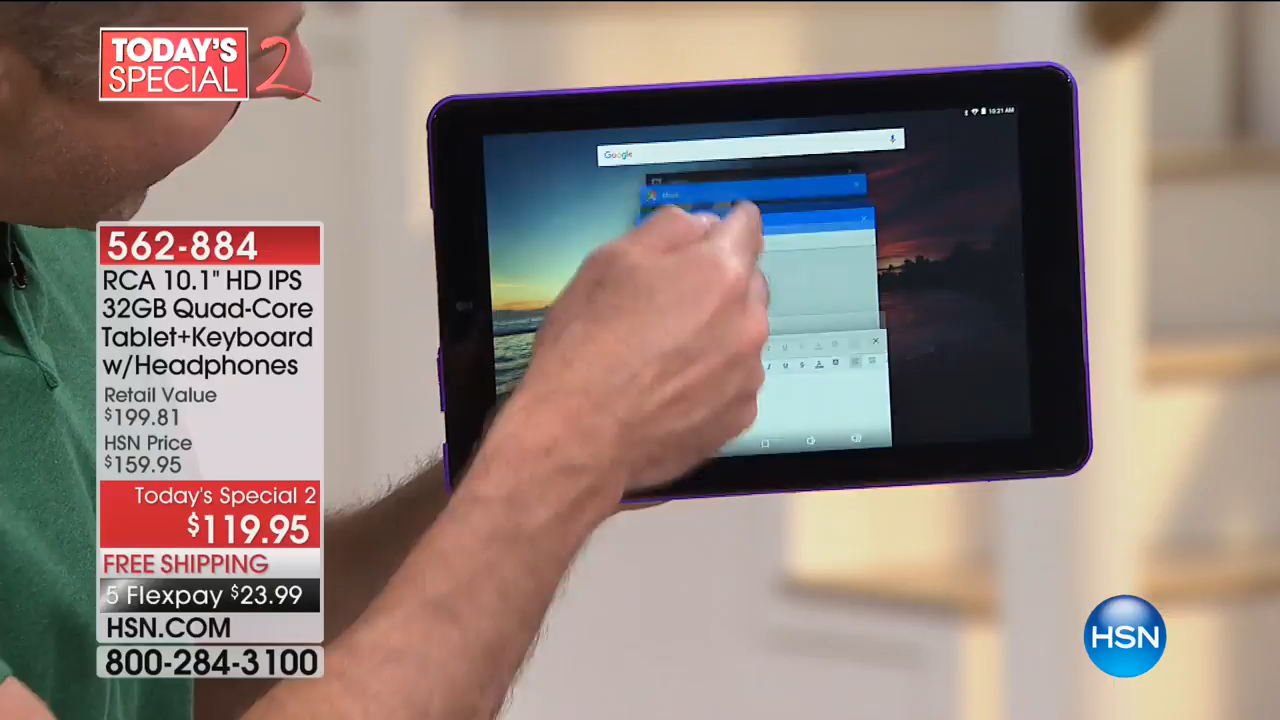 TODAY'S
SPECIAL 2
562-884
RCA 10.1" HD IPS
32GB Quad-Core
Tablet+Keyboard
w/Headphones
Retail Value
$199.81
HSN Price
$159.95
Today's Special 2
$119.95
FREE SHIPPING
5 Flexpay $23.99
HSN.COM
800-284-3100
10:21 AM
Google
HSN